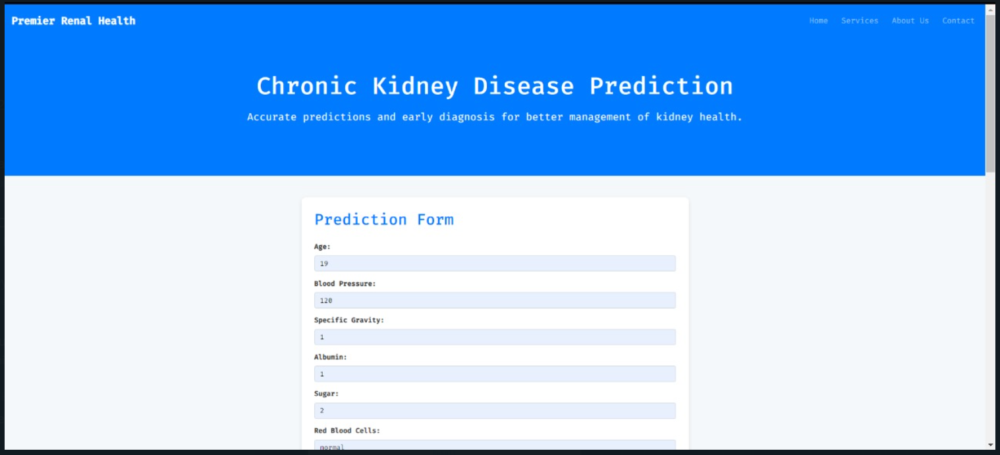 Premier Renal Health
Home Services About Us Contact
Chronic Kidney Disease Prediction
Accurate predictions and early diagnosis for better management of kidney health.
Prediction Form
Age:
19
Blood Pressure:
120
Specific Gravity:
1
Albumin:
1
Sugar:
2
Red Blood Cells:
normal